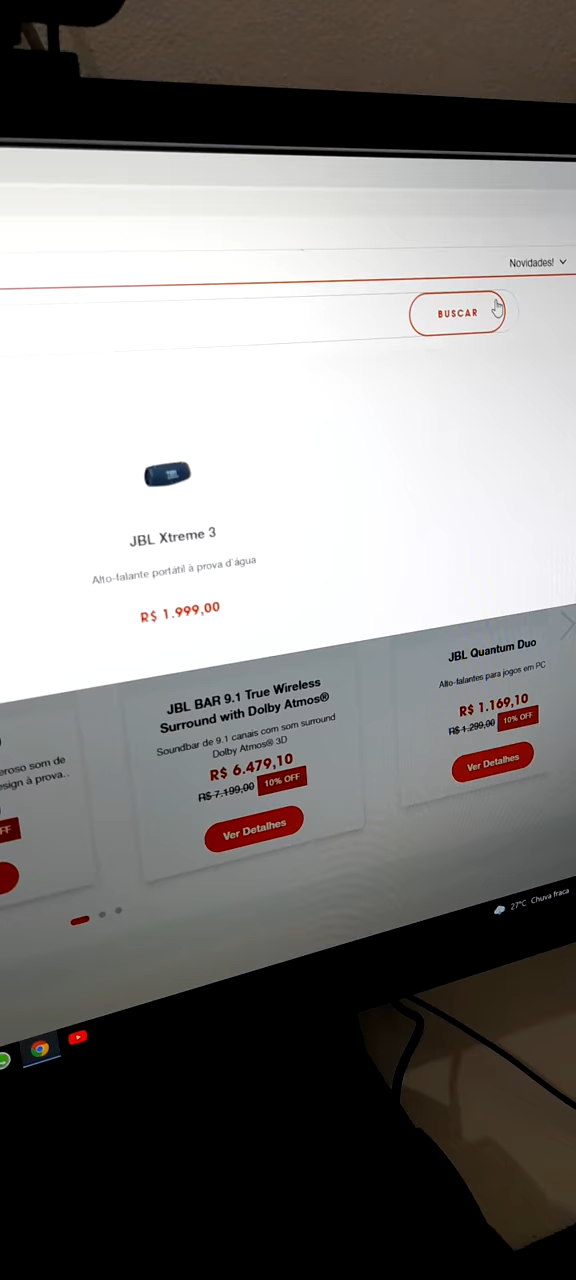 Novidades!
BUSCAR
JBL Xtreme 3
Alto-falante portátil à prova d'água
R$ 1.999,00
eroso som de
esign à prova..
FF
JBL BAR 9.1 True Wireless
Surround with Dolby Atmos®
Soundbar de 9.1 canais com som surround
Dolby Atmos® 3D
R$ 6.479,10
R$ 7.199,00 10% OFF
Ver Detalhes
JBL Quantum Duo
Alto-falantes para jogos em PC
R$ 1.169,10
R$ 1.299,00 10% OFF
Ver Detalhes
27°C Chuva fraca